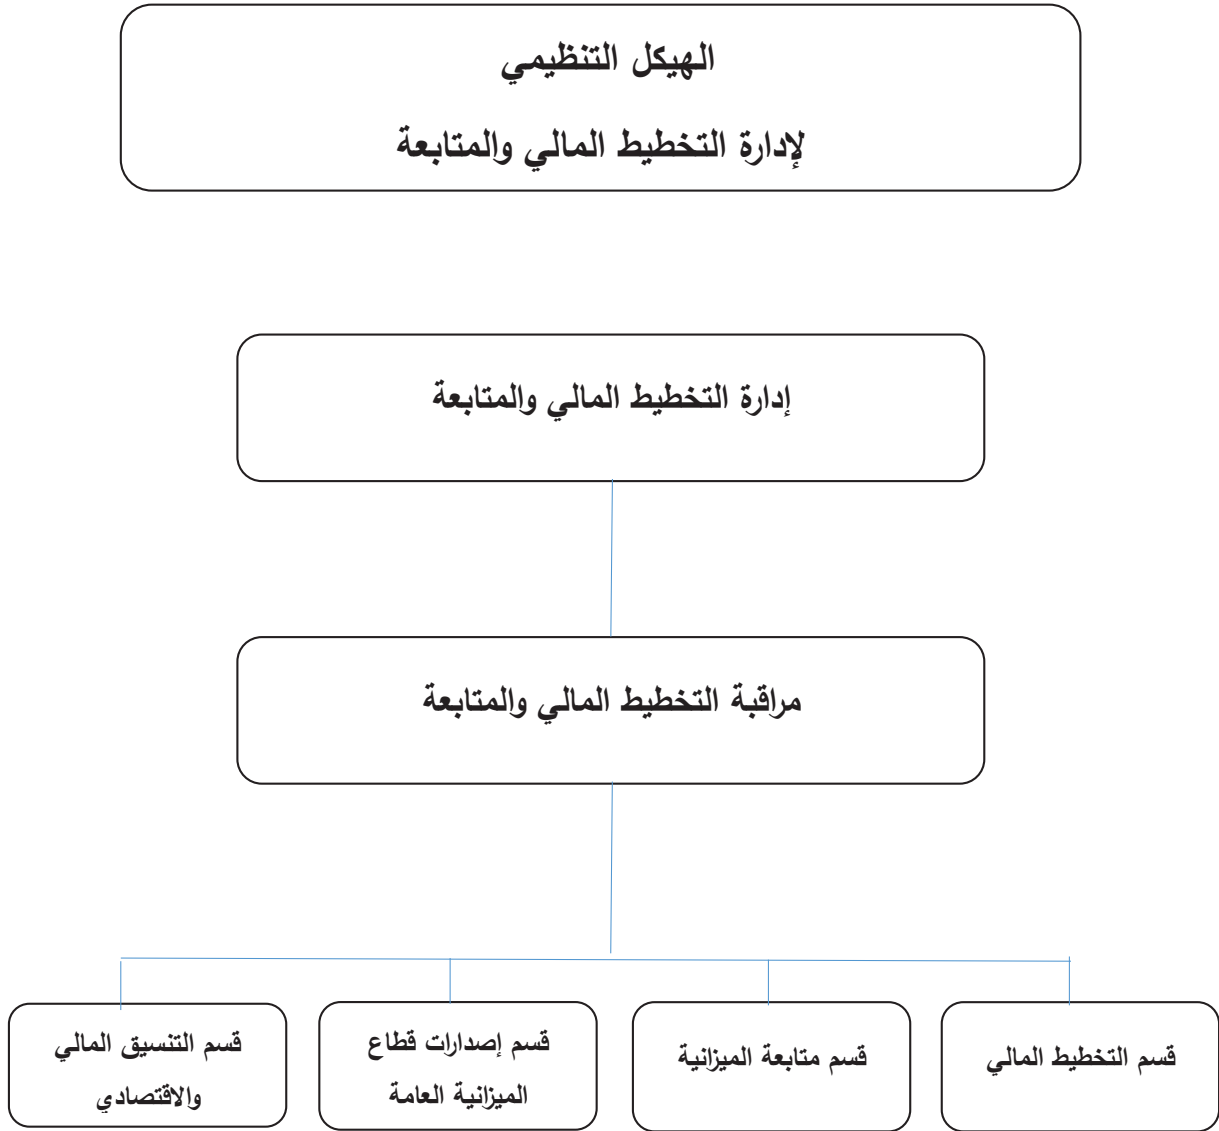 الهيكل التنظيمي
لإدارة التخطيط المالي والمتابعة
إدارة التخطيط المالي والمتابعة
مراقبة التخطيط المالي والمتابعة
قسم التخطيط المالي
قسم متابعة الميزانية
قسم إصدارات قطاع
الميزانية العامة
قسم التنسيق المالي
والاقتصادي